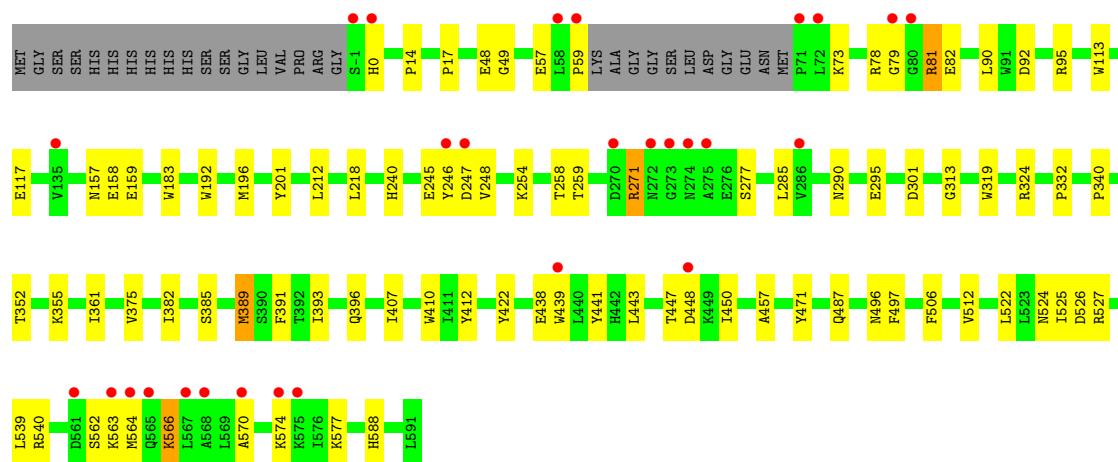 MET GLY SER SER HIS HIS HIS HIS HIS HIS SER SER GLY LEU VAL PRO ARG GLY S-1 H0 P14 P17 E48 G49 E57 L58 P59 LYS ALA GLY GLY SER LEU ASP GLY GLU ASN MET P71 L72 K73 R78 G79 G80 R81 E82 L90 W91 D92 R95 W113
E117 V135 N157 E158 E159 W183 W192 M196 Y201 L212 L218 H240 E245 Y246 D247 V248 K254 T258 T259 D270 R271 N272 G273 N274 A275 E276 S277 L285 V286 N290 E295 D301 G313 W319 R324 P332 P340
T352 K355 I361 V375 I382 S385 M389 S390 F391 T392 I393 Q396 I407 W410 I411 Y412 Y422 E438 W439 L440 Y441 H442 L443 T447 D448 K449 I450 A457 Y471 Q487 N496 F497 F506 V512 L522 L523 N524 I525 D526 R527
L539 R540 D561 S562 K563 M564 Q565 K566 L567 A568 L569 A570 K574 K575 I576 K577 H588 L591